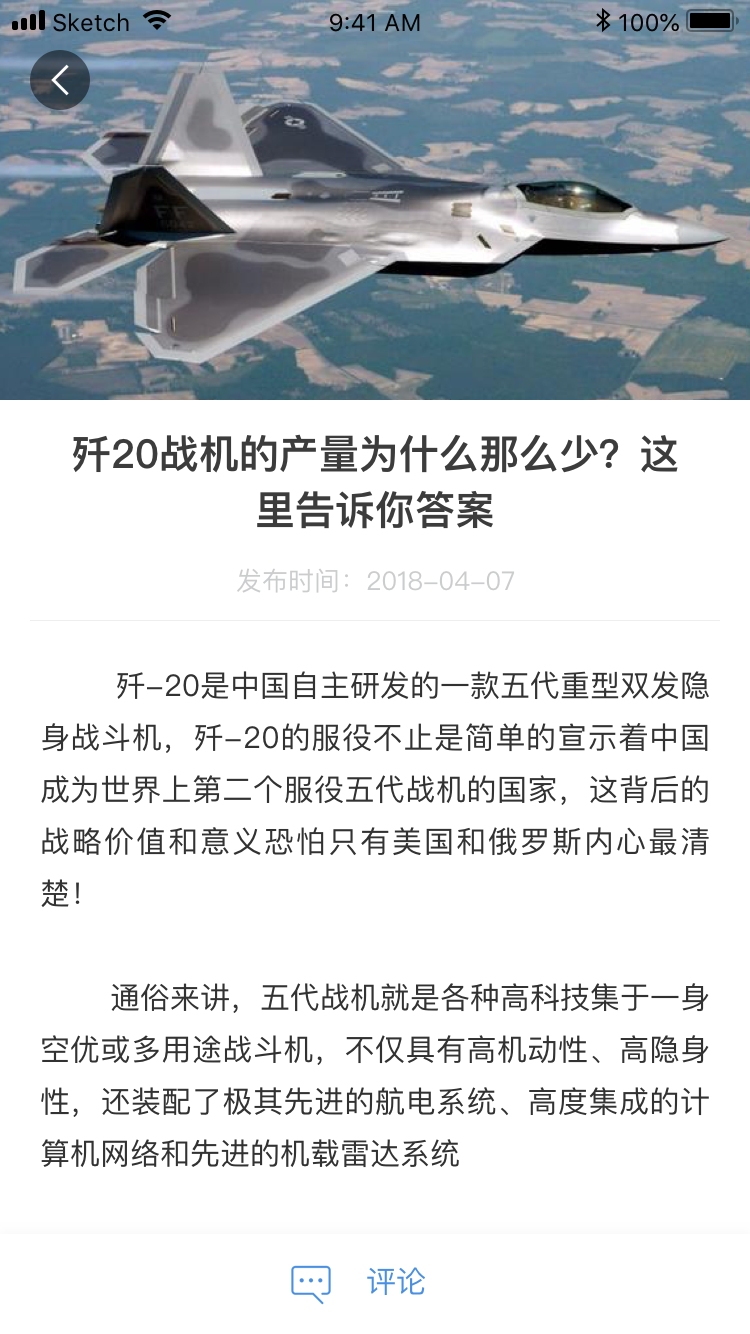 Sketch 9:41 AM 100%
FF
歼20战机的产量为什么那么少？这
里告诉你答案
发布时间：2018-04-07
歼-20是中国自主研发的一款五代重型双发隐
身战斗机，歼-20的服役不止是简单的宣示着中国
成为世界上第二个服役五代战机的国家，这背后的
战略价值和意义恐怕只有美国和俄罗斯内心最清
楚！
通俗来讲，五代战机就是各种高科技集于一身
空优或多用途战斗机，不仅具有高机动性、高隐身
性，还装配了极其先进的航电系统、高度集成的计
算机网络和先进的机载雷达系统
评论